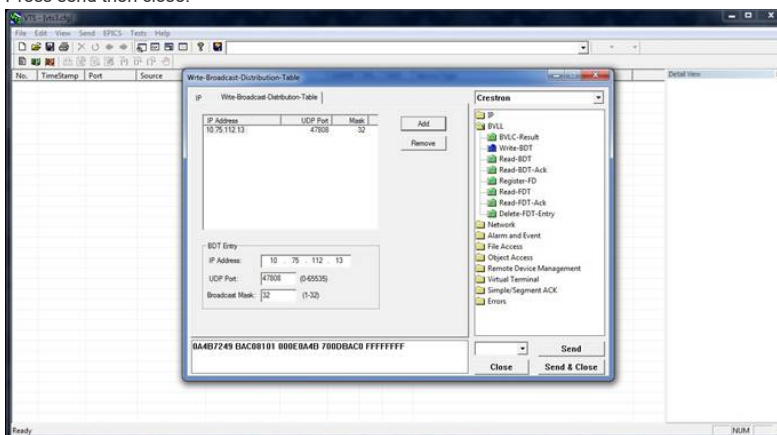 Press send then close.
VTS - [vts3.cfg]
File Edit View Send EPICS Tests Help
No. TimeStamp Port Source
Detail View
Write-Broadcast-Distribution-Table
IP Write-Broadcast-Distribution-Table
Crestron
IP Address UDP Port Mask
10.75.112.13 47808 32
Add
Remove
IP
BVLL
BVLC-Result
Write-BDT
Read-BDT
Read-BDT-Ack
Register-FD
Read-FDT
Read-FDT-Ack
Delete-FDT-Entry
Network
Alarm and Event
File Access
Object Access
Remote Device Management
Virtual Terminal
Simple/Segment ACK
Errors
BDT Entry
IP Address: 10 . 75 . 112 . 13
UDP Port: 47808 (0-65535)
Broadcast Mask: 32 (1-32)
0A4B7249 BAC08101 000E0A4B 700DBAC0 FFFFFFFF
Send
Close Send & Close
Ready NUM